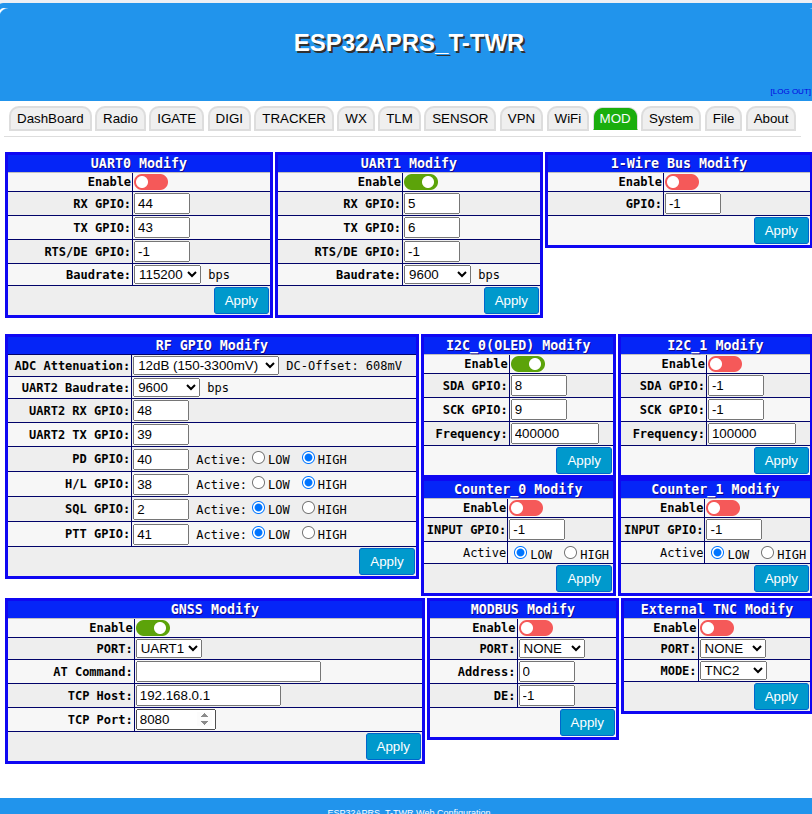 ESP32APRS_T-TWR
[LOG OUT]
DashBoard Radio IGATE DIGI TRACKER WX TLM SENSOR VPN WiFi MOD System File About
UART0 Modify
Enable
RX GPIO: 44
TX GPIO: 43
RTS/DE GPIO: -1
Baudrate: 115200 bps
Apply
UART1 Modify
Enable
RX GPIO: 5
TX GPIO: 6
RTS/DE GPIO: -1
Baudrate: 9600 bps
Apply
1-Wire Bus Modify
Enable
GPIO: -1
Apply
RF GPIO Modify
ADC Attenuation: 12dB (150-3300mV) DC-Offset: 608mV
UART2 Baudrate: 9600 bps
UART2 RX GPIO: 48
UART2 TX GPIO: 39
PD GPIO: 40 Active: LOW HIGH
H/L GPIO: 38 Active: LOW HIGH
SQL GPIO: 2 Active: LOW HIGH
PTT GPIO: 41 Active: LOW HIGH
Apply
I2C_0(OLED) Modify
Enable
SDA GPIO: 8
SCK GPIO: 9
Frequency: 400000
Apply
I2C_1 Modify
Enable
SDA GPIO: -1
SCK GPIO: -1
Frequency: 100000
Apply
Counter_0 Modify
Enable
INPUT GPIO: -1
Active LOW HIGH
Apply
Counter_1 Modify
Enable
INPUT GPIO: -1
Active LOW HIGH
Apply
GNSS Modify
Enable
PORT: UART1
AT Command:
TCP Host: 192.168.0.1
TCP Port: 8080
Apply
MODBUS Modify
Enable
PORT: NONE
Address: 0
DE: -1
Apply
External TNC Modify
Enable
PORT: NONE
MODE: TNC2
Apply
ESP32APRS_T-TWR Web Configuration